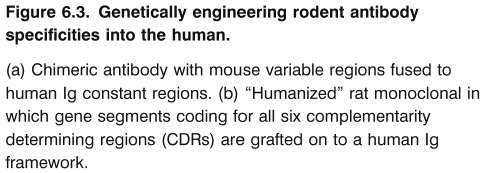 Figure 6.3. Genetically engineering rodent antibody
specificities into the human.
(a) Chimeric antibody with mouse variable regions fused to
human Ig constant regions. (b) “Humanized” rat monoclonal in
which gene segments coding for all six complementarity
determining regions (CDRs) are grafted on to a human Ig
framework.